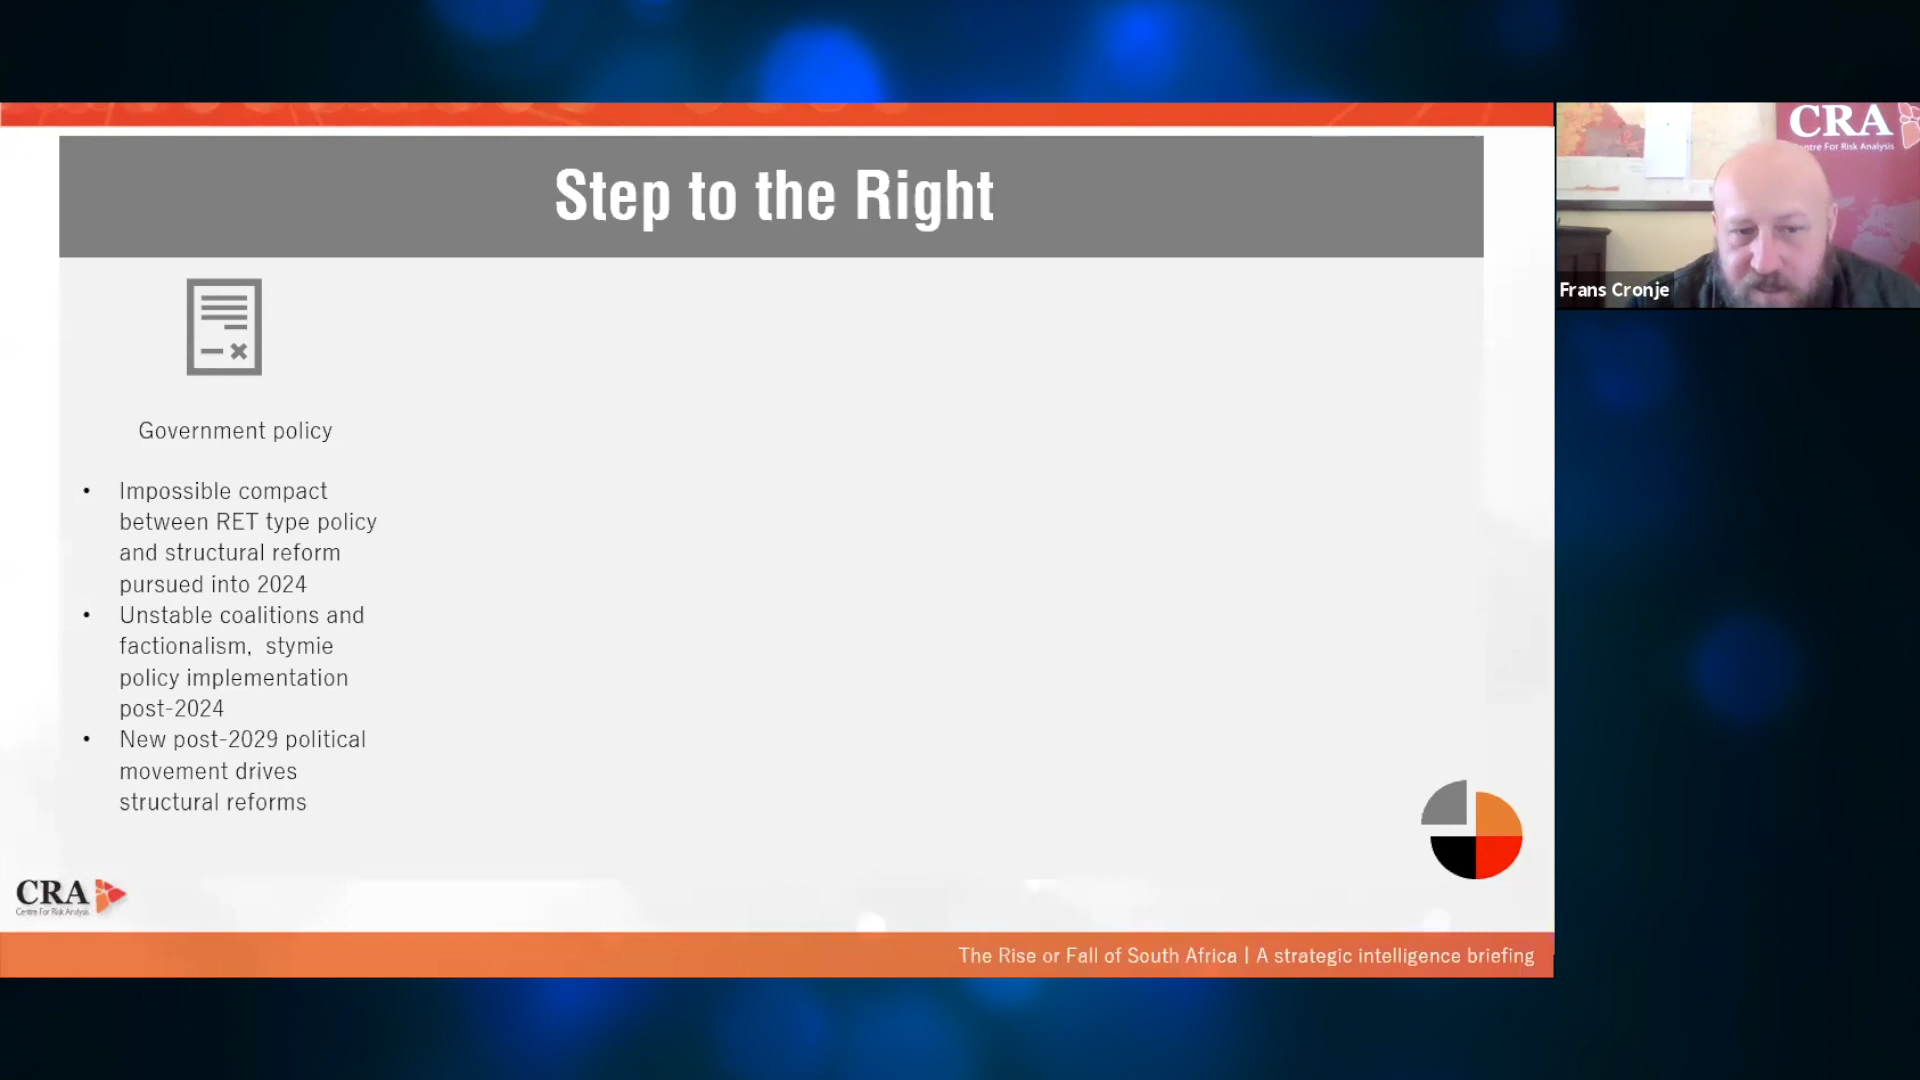 Step to the Right
CRA
Centre For Risk Analysis
Frans Cronje
Government policy
• Impossible compact
between RET type policy
and structural reform
pursued into 2024
• Unstable coalitions and
factionalism, stymie
policy implementation
post-2024
• New post-2029 political
movement drives
structural reforms
CRA
Centre For Risk Analysis
The Rise or Fall of South Africa | A strategic intelligence briefing